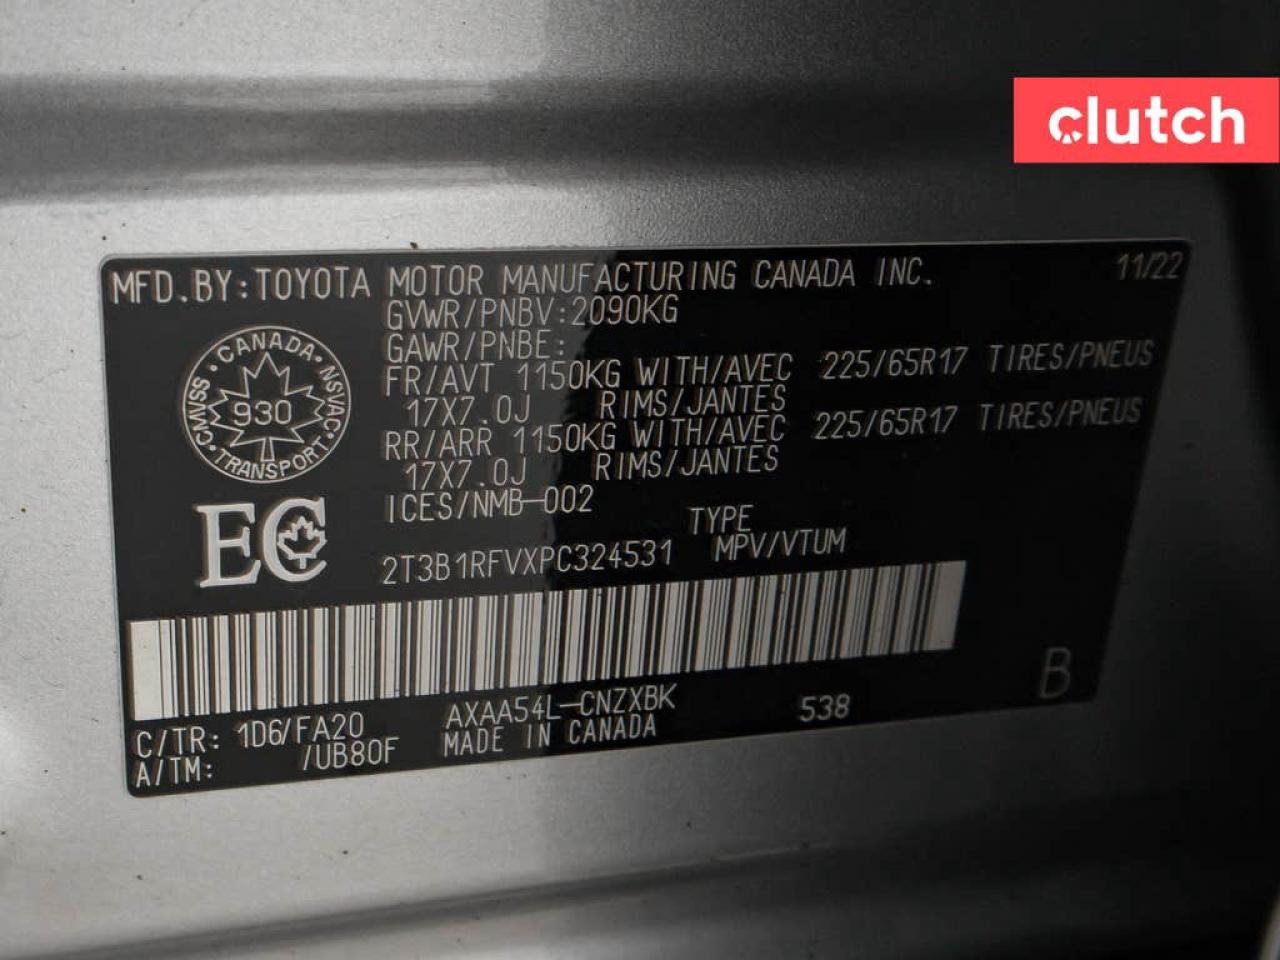 clutch
MFD.BY:TOYOTA MOTOR MANUFACTURING CANADA INC. 11/22
GVWR/PNBV:2090KG
GAWR/PNBE:
FR/AVT 1150KG WITH/AVEC 225/65R17 TIRES/PNEUS
17X7.0J RIMS/JANTES
RR/ARR 1150KG WITH/AVEC 225/65R17 TIRES/PNEUS
17X7.0J RIMS/JANTES
ICES/NMB-002
CANADA
CMVSS 930 NSVAC
TRANSPORT
EC
TYPE
2T3B1RFVXPC324531 MPV/VTUM
B
C/TR: 1D6/FA20 AXAA54L-CNZXBK 538
A/TM: /UB80F MADE IN CANADA